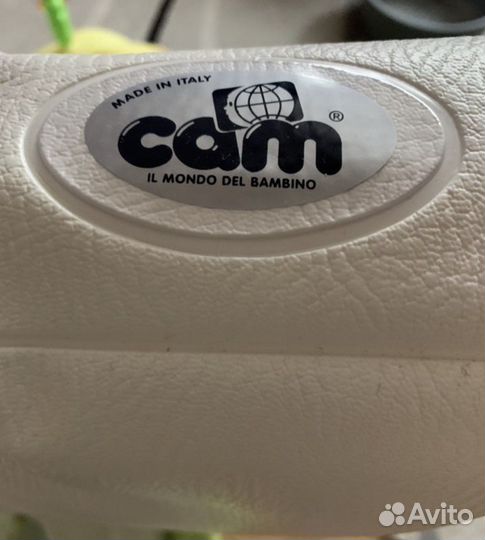 MADE IN ITALY
cam®
IL MONDO DEL BAMBINO
Avito